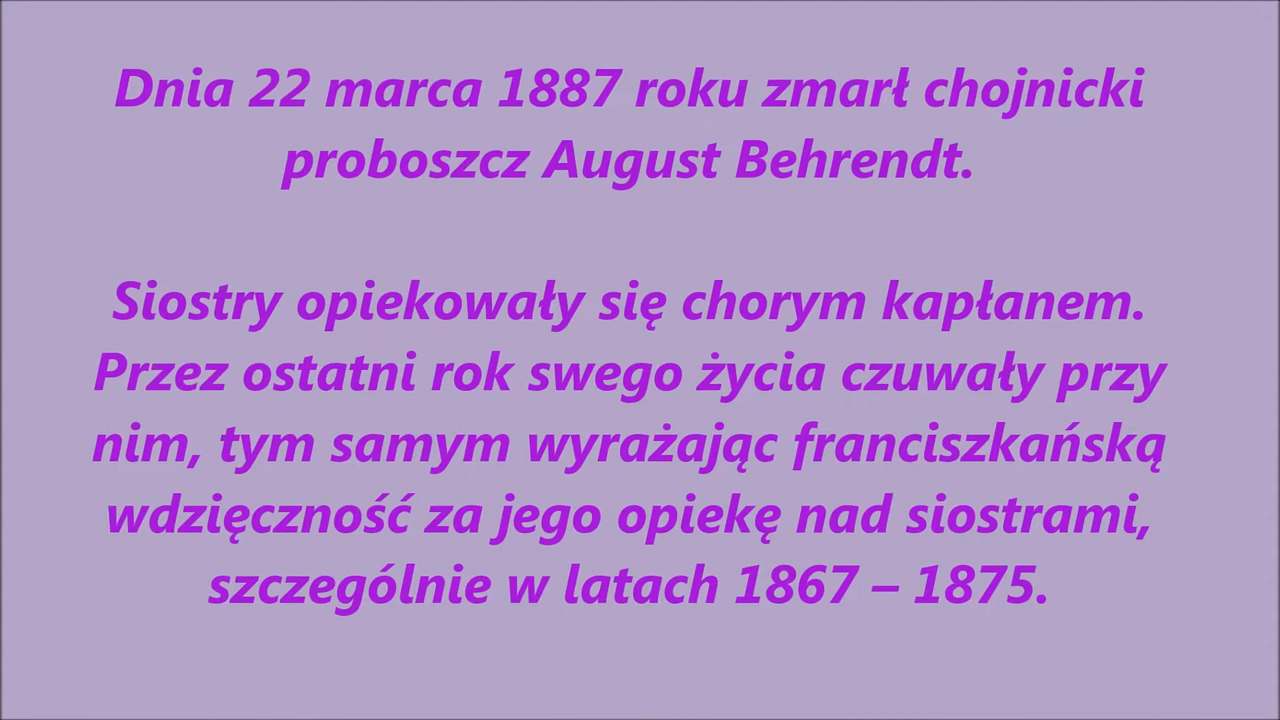 Dnia 22 marca 1887 roku zmarł chojnicki
proboszcz August Behrendt.
Siostry opiekowały się chorym kapłanem.
Przez ostatni rok swego życia czuwały przy
nim, tym samym wyrażając franciszkańską
wdzięczność za jego opiekę nad siostrami,
szczególnie w latach 1867 – 1875.